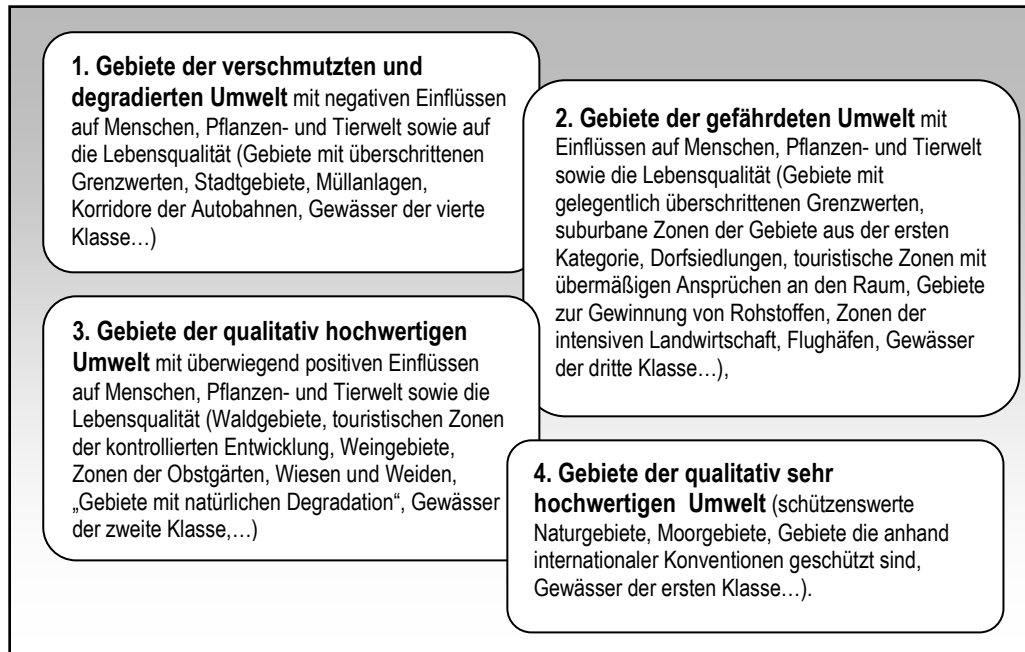 1. Gebiete der verschmutzten und
degradierten Umwelt mit negativen Einflüssen
auf Menschen, Pflanzen- und Tierwelt sowie auf
die Lebensqualität (Gebiete mit überschrittenen
Grenzwerten, Stadtgebiete, Müllanlagen,
Korridore der Autobahnen, Gewässer der vierte
Klasse…)
2. Gebiete der gefährdeten Umwelt mit
Einflüssen auf Menschen, Pflanzen- und Tierwelt
sowie die Lebensqualität (Gebiete mit
gelegentlich überschrittenen Grenzwerten,
suburbane Zonen der Gebiete aus der ersten
Kategorie, Dorfsiedlungen, touristische Zonen mit
übermäßigen Ansprüchen an den Raum, Gebiete
zur Gewinnung von Rohstoffen, Zonen der
intensiven Landwirtschaft, Flughäfen, Gewässer
der dritte Klasse…),
3. Gebiete der qualitativ hochwertigen
Umwelt mit überwiegend positiven Einflüssen
auf Menschen, Pflanzen- und Tierwelt sowie die
Lebensqualität (Waldgebiete, touristischen Zonen
der kontrollierten Entwicklung, Weingebiete,
Zonen der Obstgärten, Wiesen und Weiden,
„Gebiete mit natürlichen Degradation“, Gewässer
der zweite Klasse,…)
4. Gebiete der qualitativ sehr
hochwertigen Umwelt (schützenswerte
Naturgebiete, Moorgebiete, Gebiete die anhand
internationaler Konventionen geschützt sind,
Gewässer der ersten Klasse…).